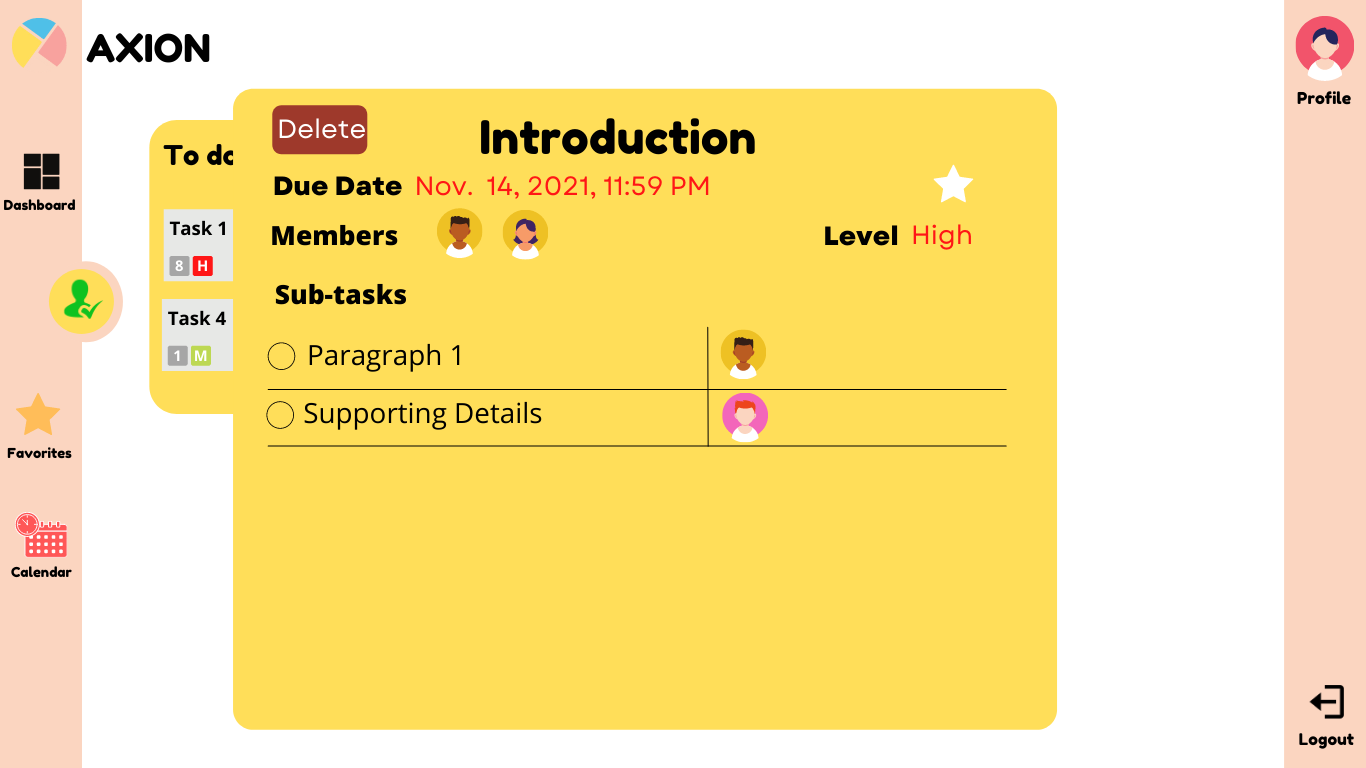 AXION
Profile
Delete
Introduction
To do
Due Date Nov. 14, 2021, 11:59 PM
Dashboard
Task 1
Members
Level High
8 H
Sub-tasks
Task 4
Paragraph 1
1 M
Supporting Details
Favorites
Calendar
Logout